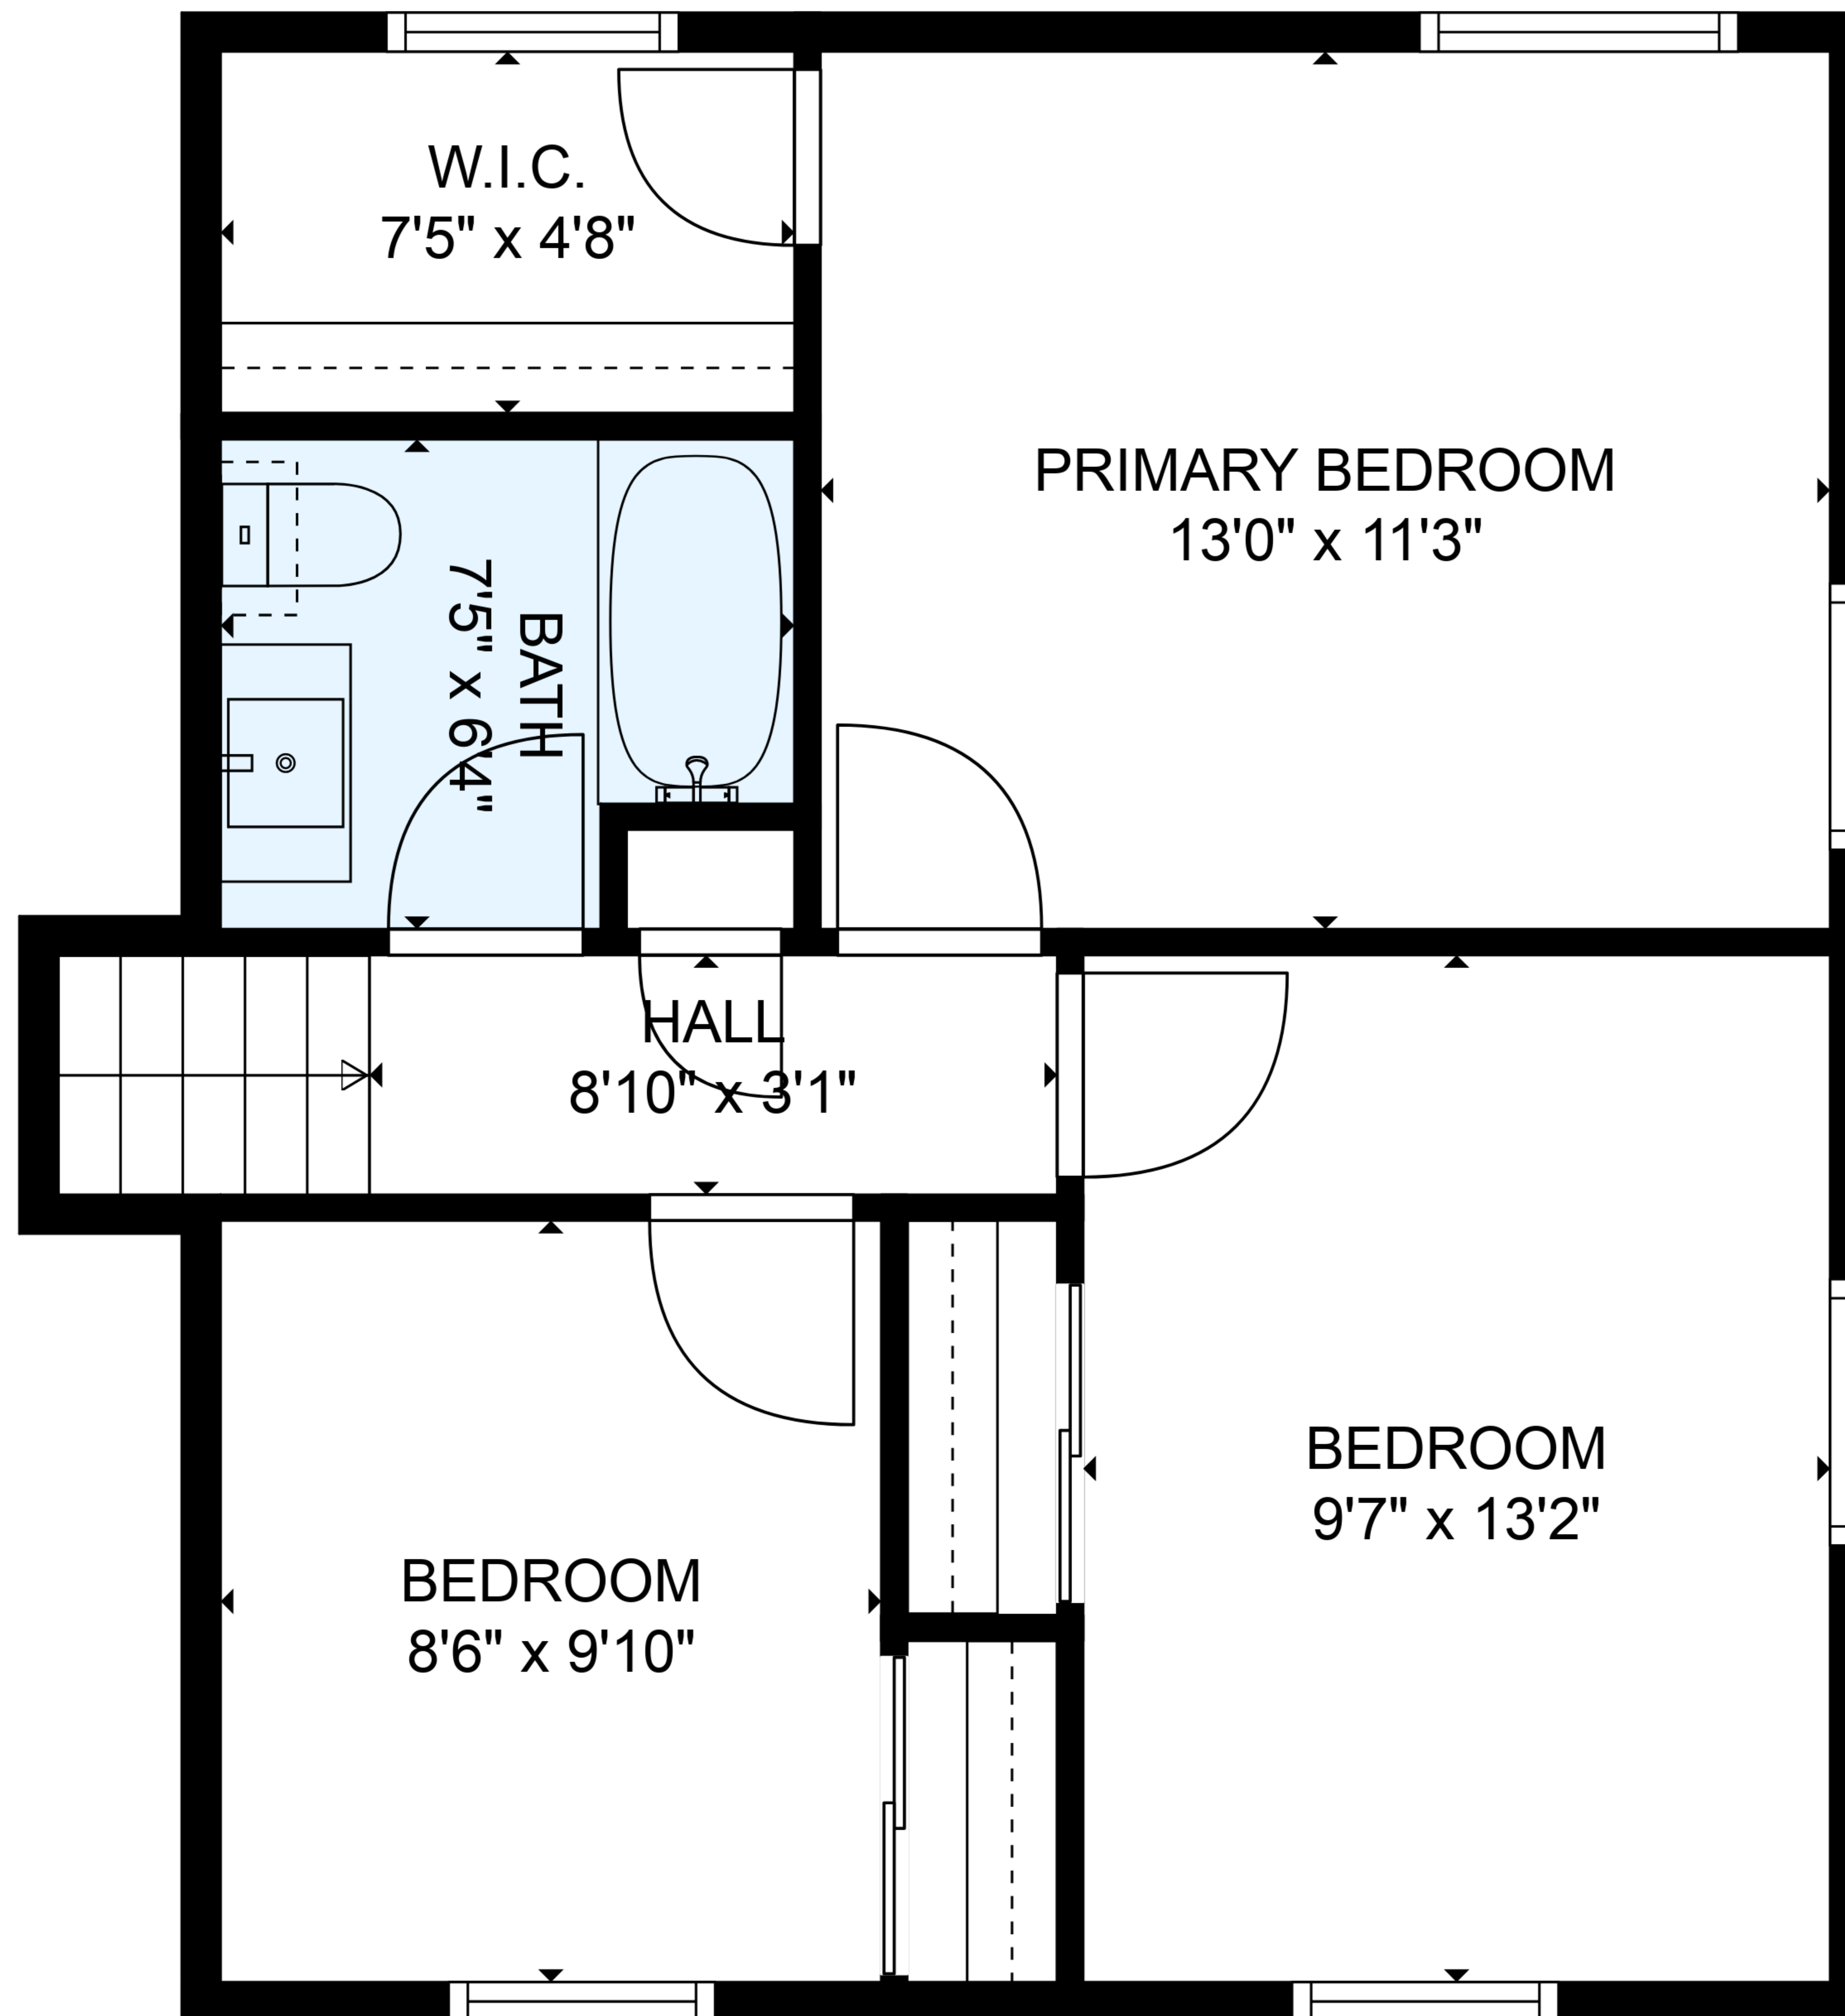 W.I.C.
7'5" x 4'8"
PRIMARY BEDROOM
13'0" x 11'3"
BATH
7'5" x 6'4"
HALL
8'10" x 3'1"
BEDROOM
9'7" x 13'2"
BEDROOM
8'6" x 9'10"